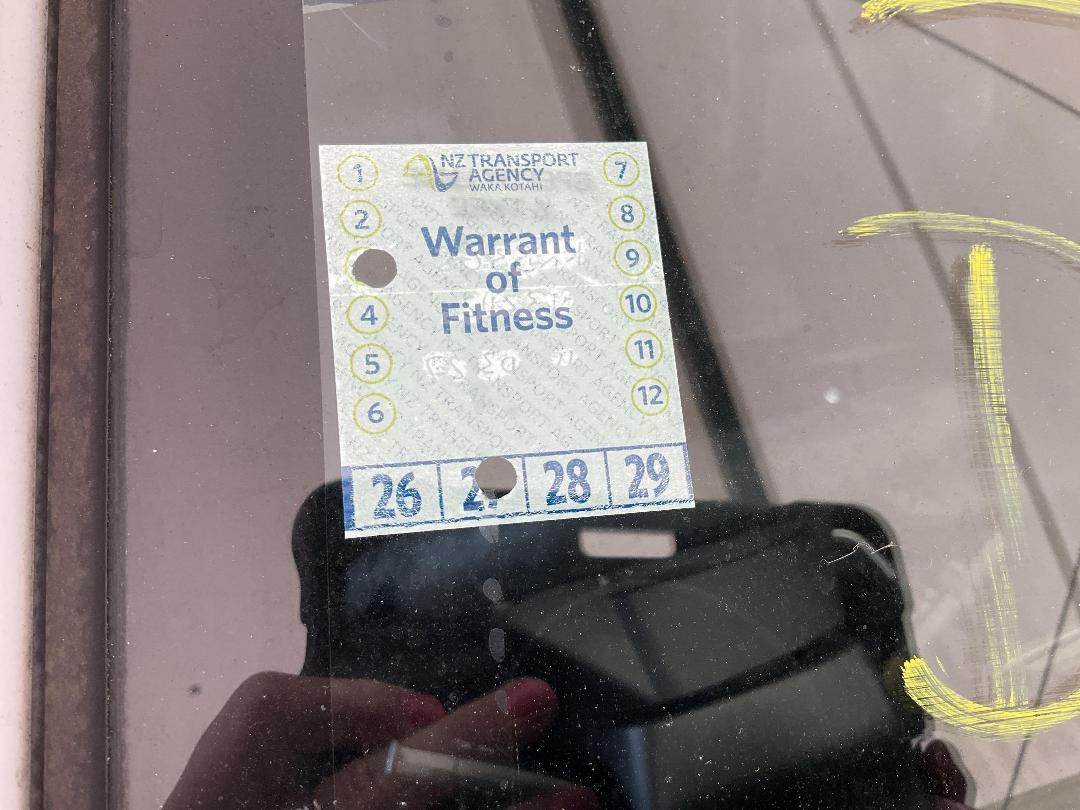 NZ TRANSPORT
AGENCY
WAKA KOTAHI
1
7
2
8
Warrant
of
Fitness
9
4
10
5
11
6
12
26
28
29